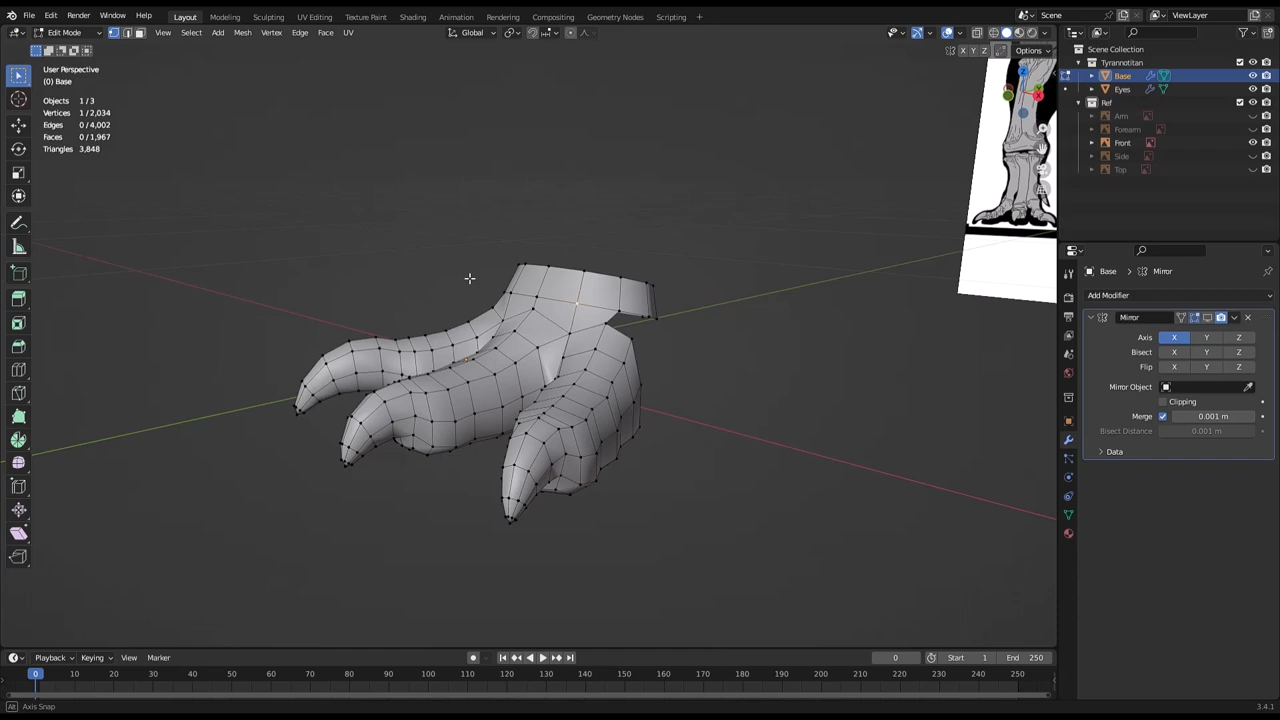 File Edit Render Window Help Layout Modeling Sculpting UV Editing Texture Paint Shading Animation Rendering Compositing Geometry Nodes Scripting + Scene ViewLayer
Edit Mode View Select Add Mesh Vertex Edge Face UV Global
X Y Z Options
User Perspective
(0) Base
Objects 1/3
Vertices 1/2,034
Edges 0/4,002
Faces 0/1,967
Triangles 3,848
Scene Collection
Tyrannotitan
Base
Eyes
Ref
Arm
Forearm
Front
Side
Top
Base > Mirror
Add Modifier
Mirror
Axis X Y Z
Bisect X Y Z
Flip X Y Z
Mirror Object
Clipping
Merge 0.001 m
Bisect Distance 0.001 m
Data
Playback Keying View Marker 0 Start 1 End 250
0 10 20 30 40 50 60 70 80 90 100 110 120 130 140 150 160 170 180 190 200 210 220 230 240 250
Alt Axis Snap 3.4.1